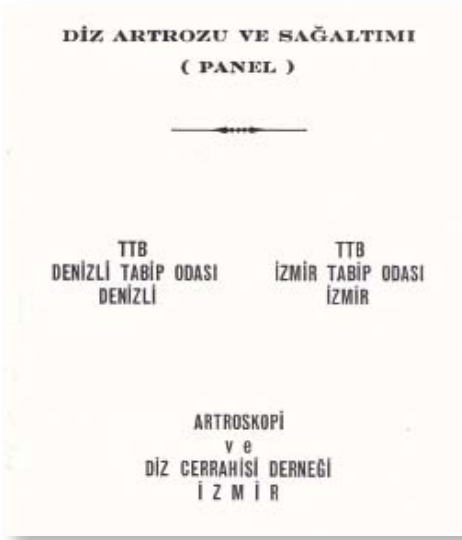 DİZ ARTROZU VE SAĞALTIMI
( PANEL )
TTB
DENİZLİ TABİP ODASI
DENİZLİ
TTB
İZMİR TABİP ODASI
İZMİR
ARTROSKOPİ
v e
DİZ CERRAHİSİ DERNEĞİ
İ Z M İ R